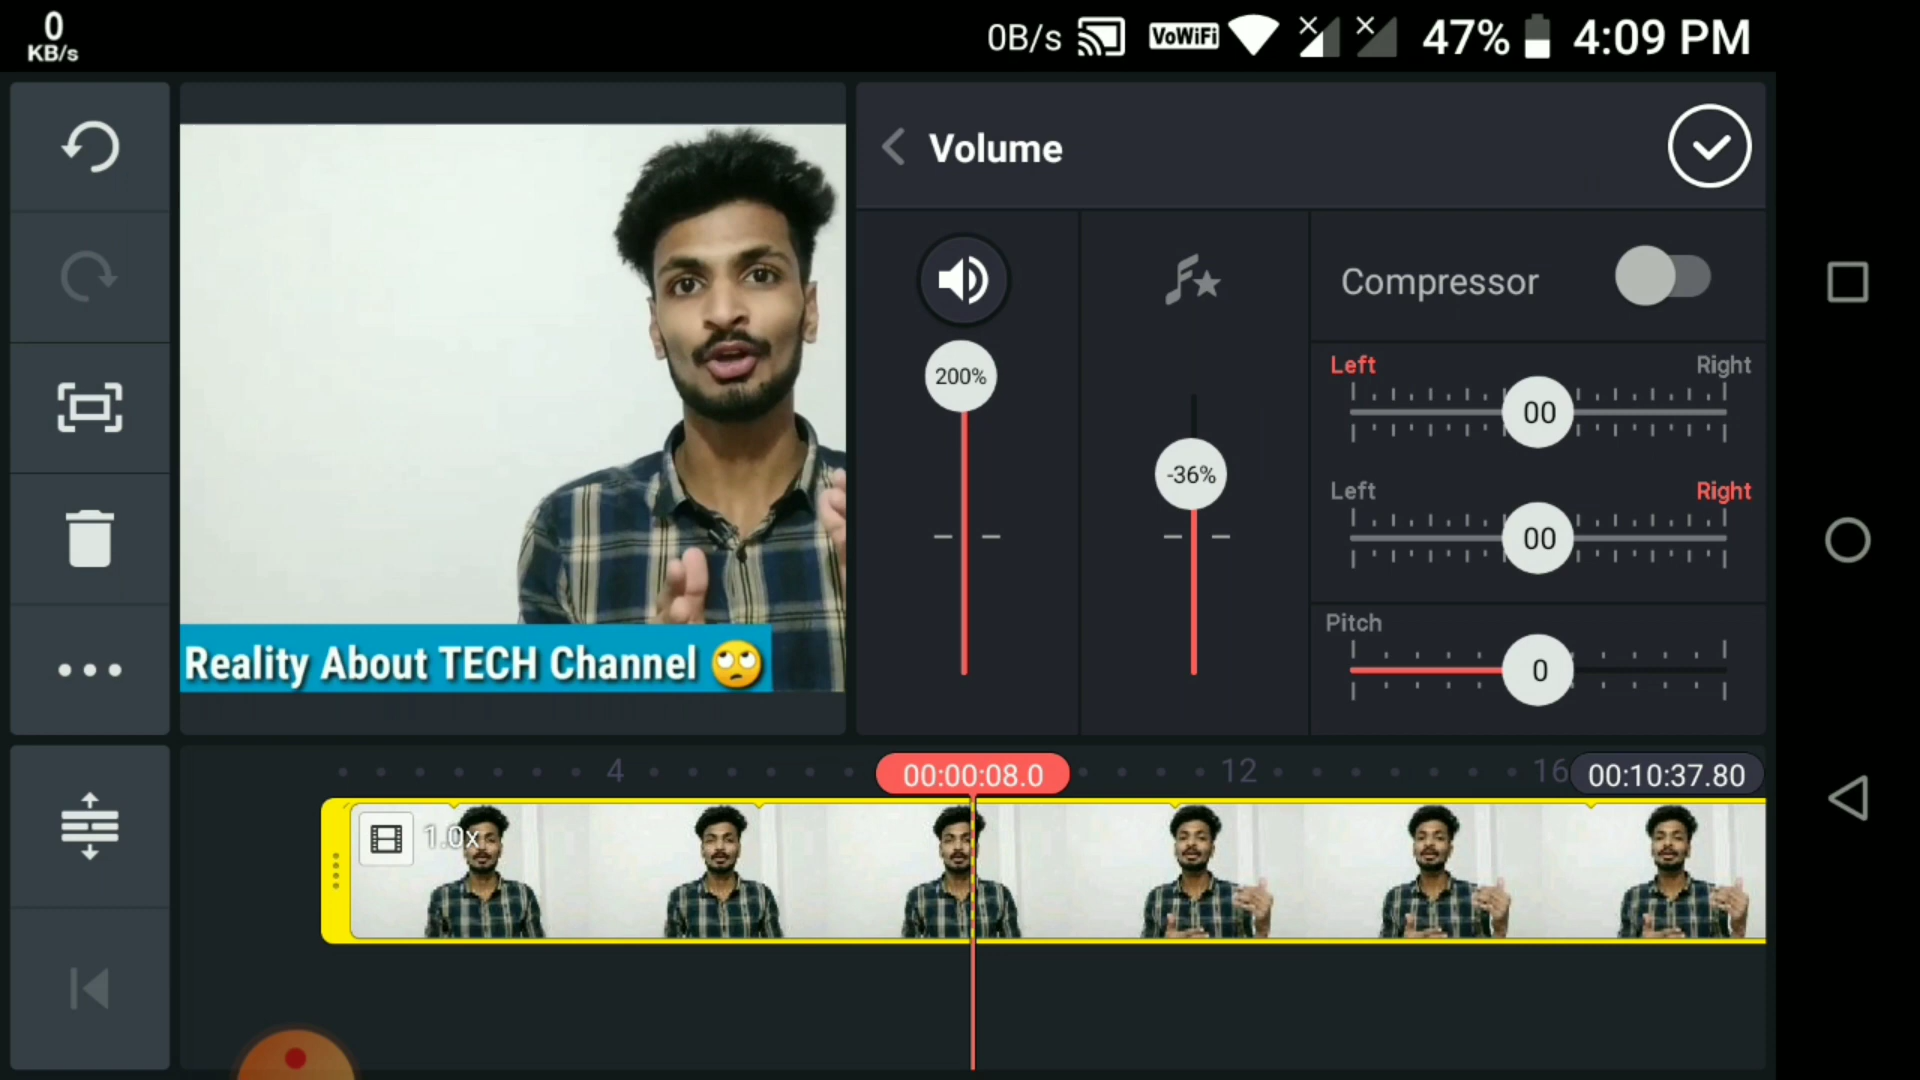 0
KB/s
0B/s VoWiFi 47% 4:09 PM
Volume
200%
-36%
Compressor
Left Right
00
Left Right
00
Pitch
0
Reality About TECH Channel 🙄
4 00:00:08.0 12 16 00:10:37.80
1.0x